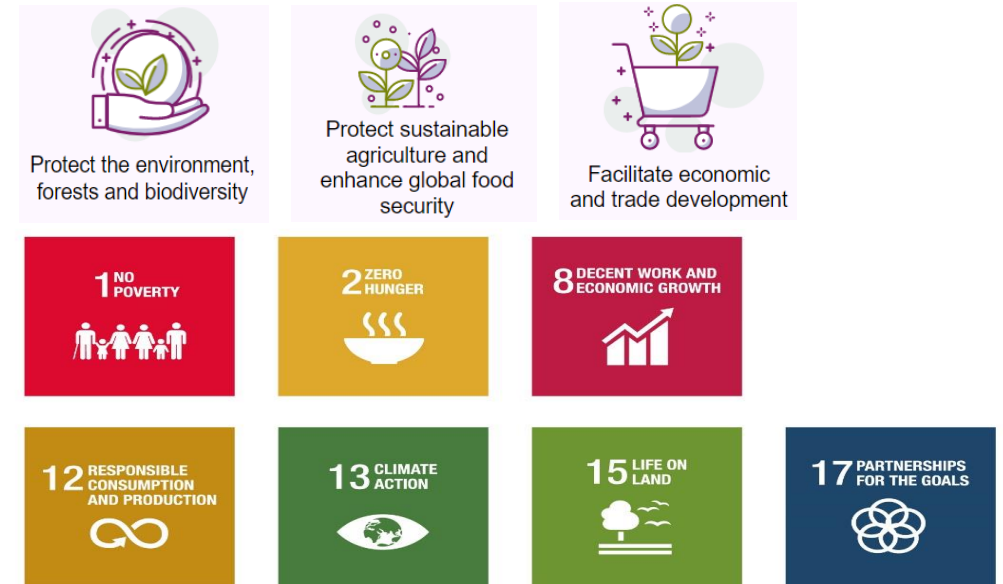 Protect the environment,
forests and biodiversity
Protect sustainable
agriculture and
enhance global food
security
Facilitate economic
and trade development
1 NO
POVERTY
2 ZERO
HUNGER
8 DECENT WORK AND
ECONOMIC GROWTH
12 RESPONSIBLE
CONSUMPTION
AND PRODUCTION
13 CLIMATE
ACTION
15 LIFE ON
LAND
17 PARTNERSHIPS
FOR THE GOALS